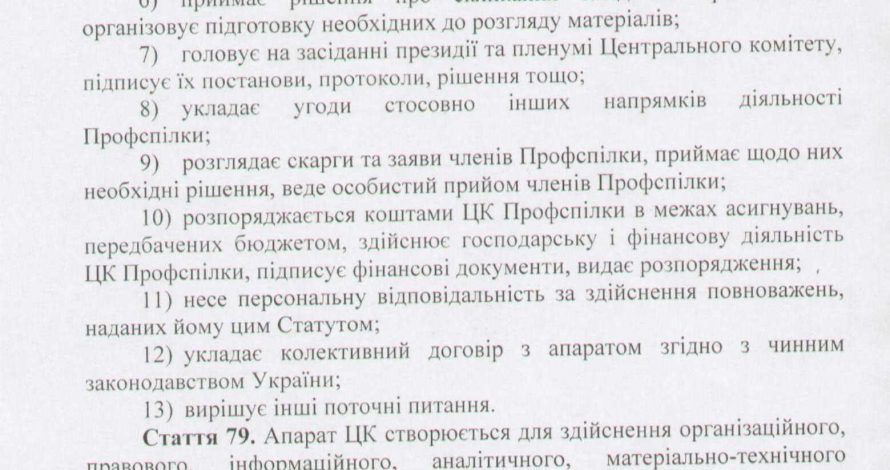 6) приймає рішення про
організовує підготовку необхідних до розгляду матеріалів;
7) головує на засіданні президії та пленумі Центрального комітету,
підписує їх постанови, протоколи, рішення тощо;
8) укладає угоди стосовно інших напрямків діяльності
Профспілки;
9) розглядає скарги та заяви членів Профспілки, приймає щодо них
необхідні рішення, веде особистий прийом членів Профспілки;
10) розпоряджається коштами ЦК Профспілки в межах асигнувань,
передбачених бюджетом, здійснює господарську і фінансову діяльність
ЦК Профспілки, підписує фінансові документи, видає розпорядження;
11) несе персональну відповідальність за здійснення повноважень,
наданих йому цим Статутом;
12) укладає колективний договір з апаратом згідно з чинним
законодавством України;
13) вирішує інші поточні питання.
Стаття 79. Апарат ЦК створюється для здійснення організаційного,
правового, інформаційного, аналітичного, матеріально-технічного